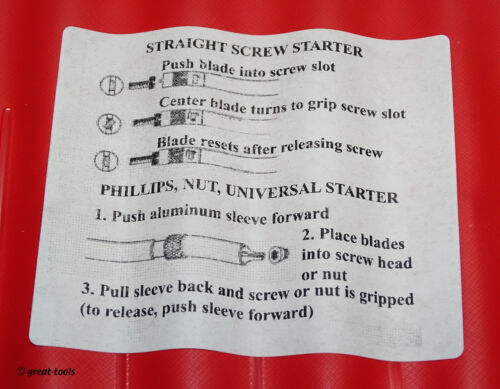 STRAIGHT SCREW STARTER
Push blade into screw slot
Center blade turns to grip screw slot
Blade resets after releasing screw
PHILLIPS, NUT, UNIVERSAL STARTER
1. Push aluminum sleeve forward
2. Place blades
into screw head
or nut
3. Pull sleeve back and screw or nut is gripped
(to release, push sleeve forward)
© great-tools